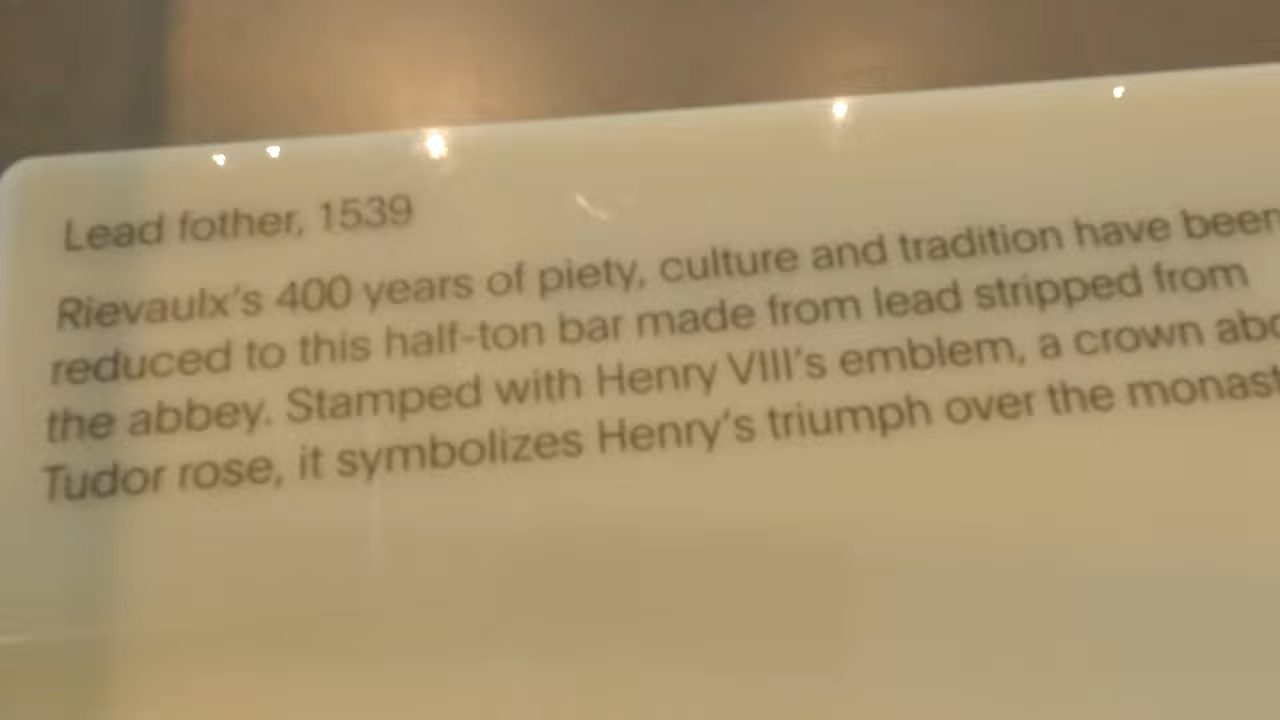 Lead fother, 1539
Rievaulx's 400 years of piety, culture and tradition have been
reduced to this half-ton bar made from lead stripped from
the abbey. Stamped with Henry VIII's emblem, a crown
Tudor rose, it symbolizes Henry's triumph over the